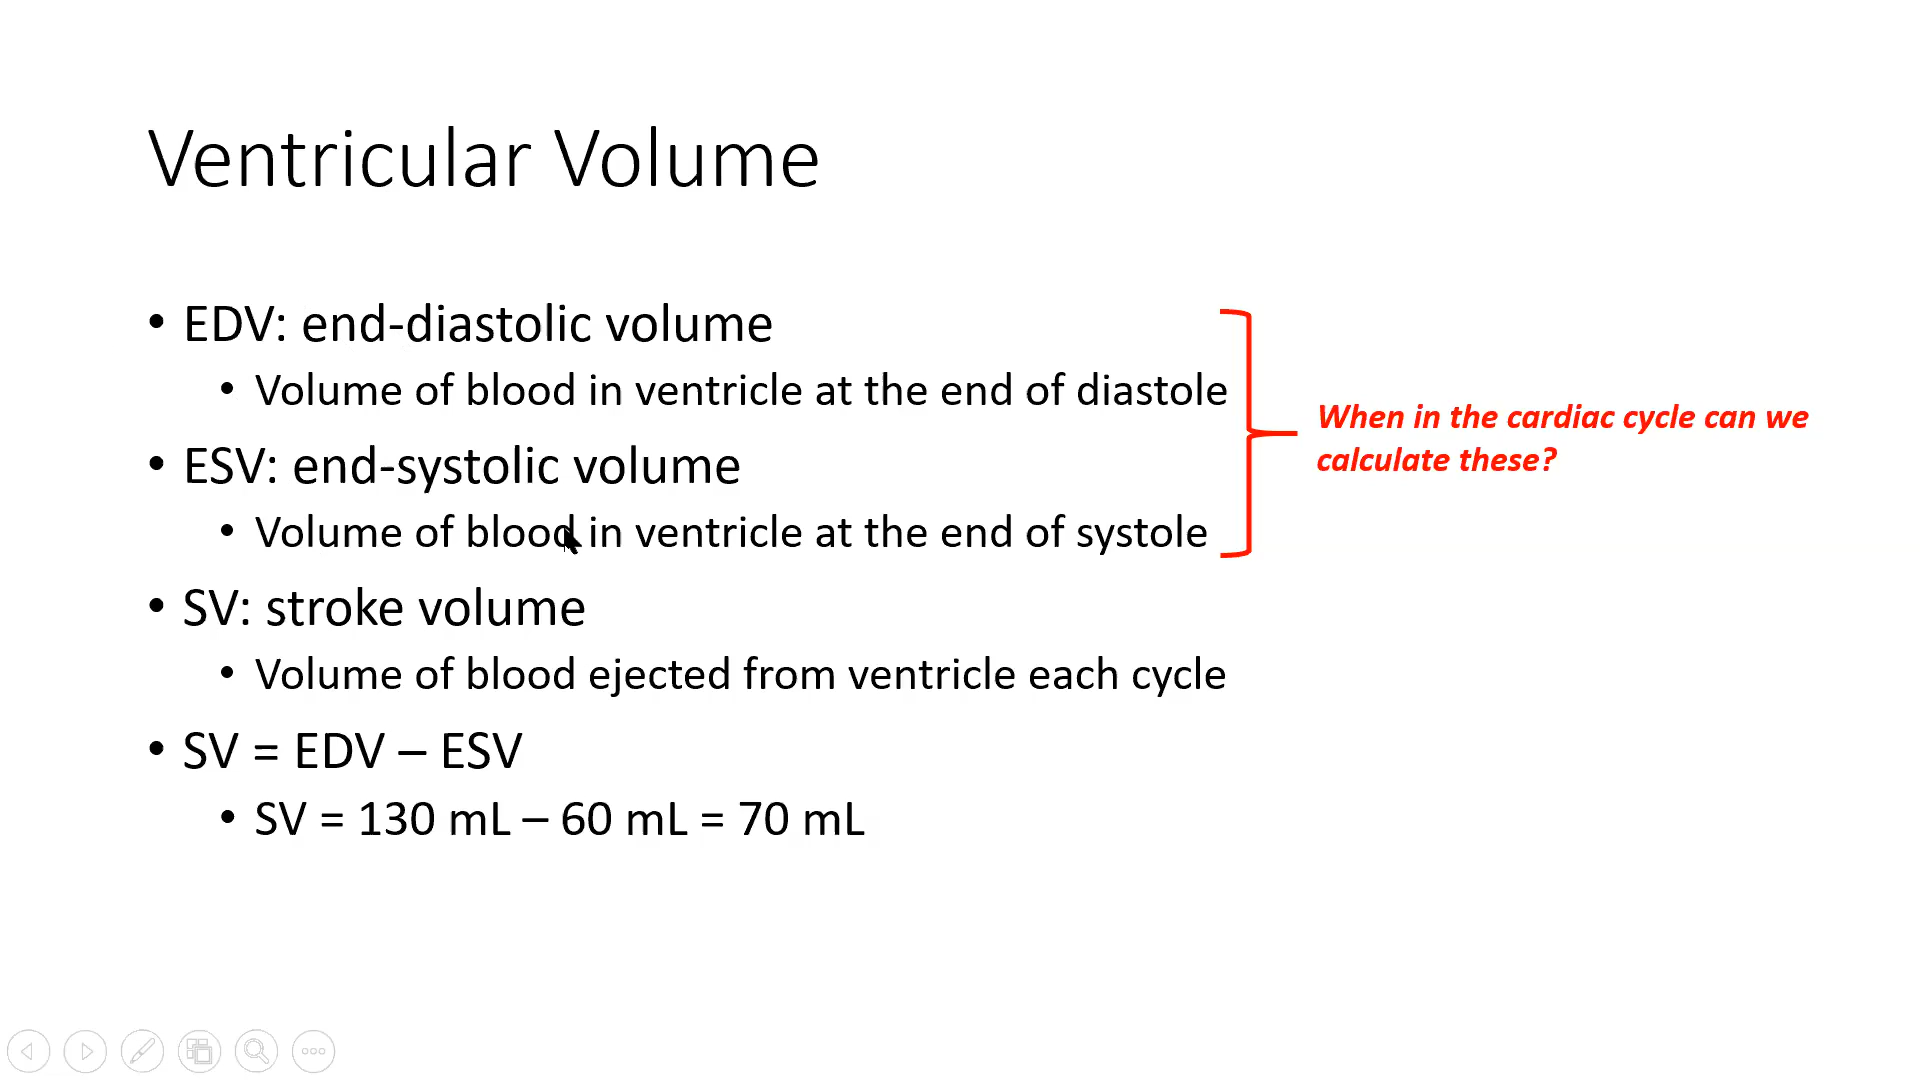 Ventricular Volume
• EDV: end-diastolic volume
• Volume of blood in ventricle at the end of diastole
• ESV: end-systolic volume
• Volume of blood in ventricle at the end of systole
• SV: stroke volume
• Volume of blood ejected from ventricle each cycle
• SV = EDV – ESV
• SV = 130 mL – 60 mL = 70 mL
When in the cardiac cycle can we
calculate these?